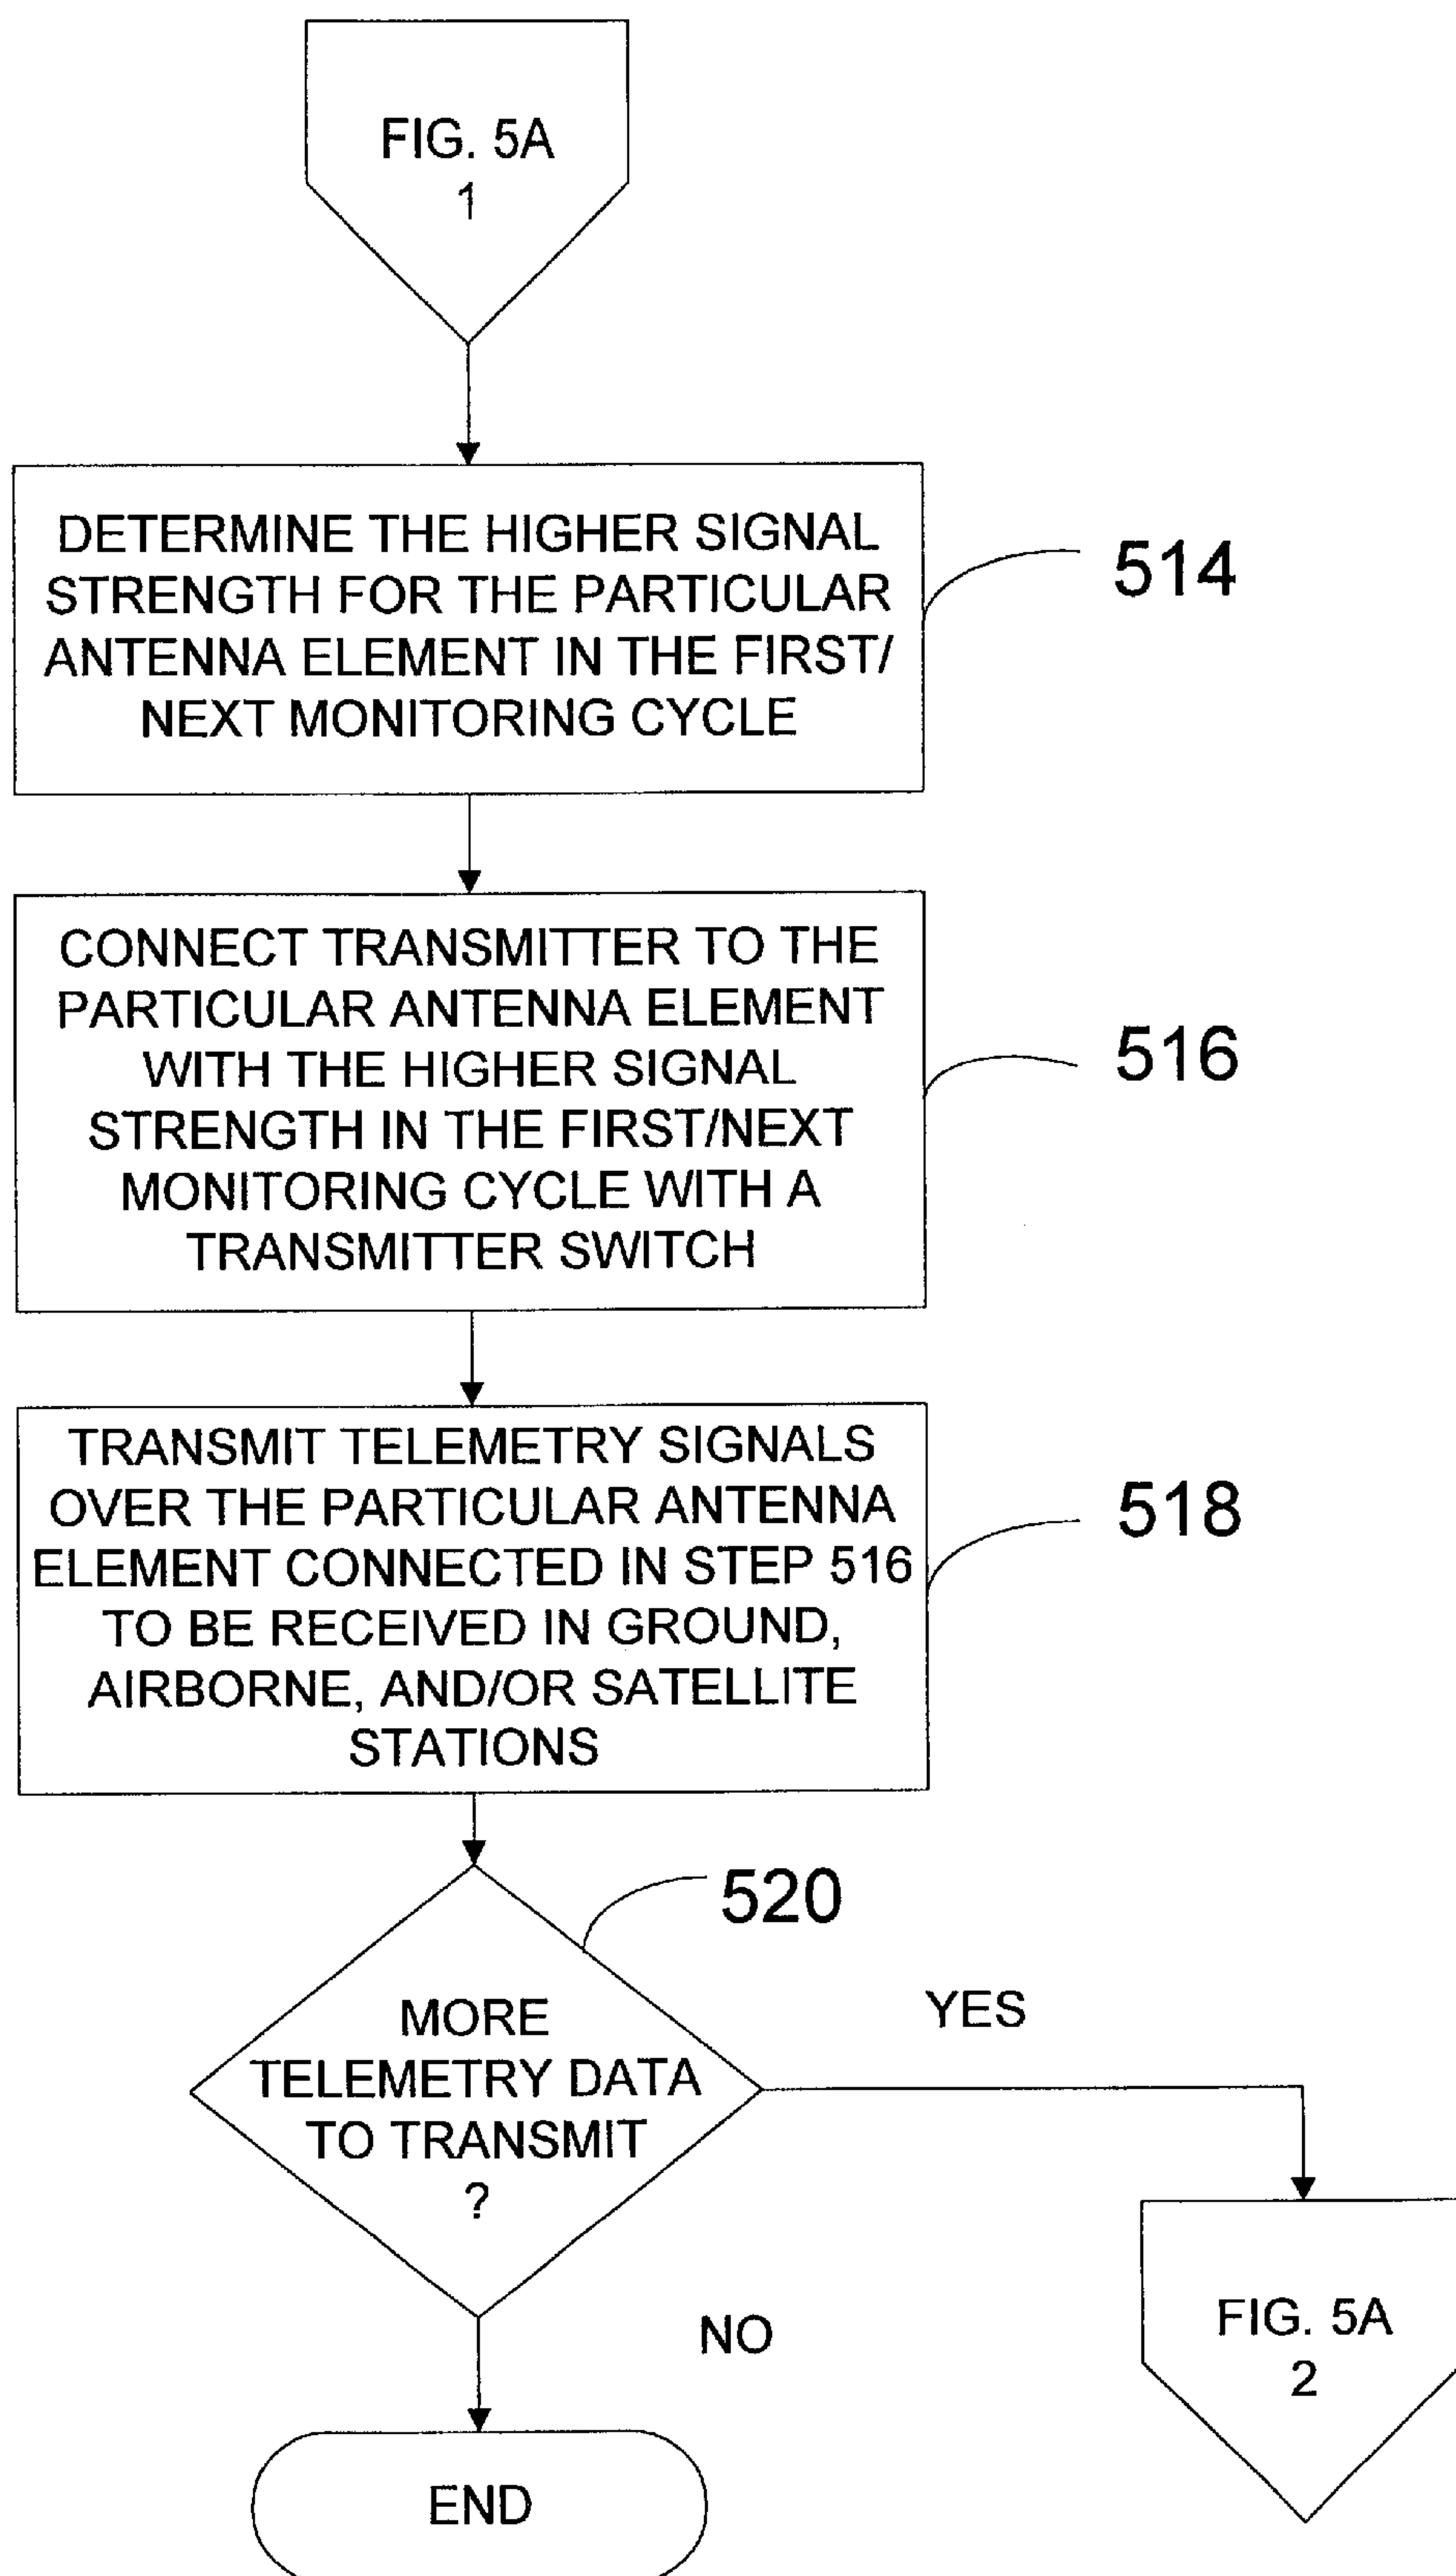 FIG. 5A
1
DETERMINE THE HIGHER SIGNAL
STRENGTH FOR THE PARTICULAR
ANTENNA ELEMENT IN THE FIRST/
NEXT MONITORING CYCLE
514
CONNECT TRANSMITTER TO THE
PARTICULAR ANTENNA ELEMENT
WITH THE HIGHER SIGNAL
STRENGTH IN THE FIRST/NEXT
MONITORING CYCLE WITH A
TRANSMITTER SWITCH
516
TRANSMIT TELEMETRY SIGNALS
OVER THE PARTICULAR ANTENNA
ELEMENT CONNECTED IN STEP 516
TO BE RECEIVED IN GROUND,
AIRBORNE, AND/OR SATELLITE
STATIONS
518
520
MORE
TELEMETRY DATA
TO TRANSMIT
?
YES
NO
FIG. 5A
2
END